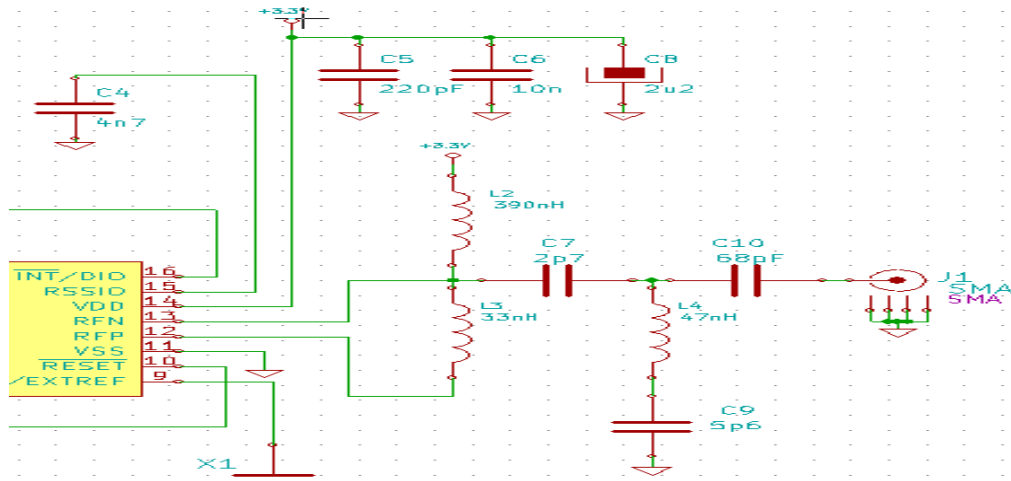 +3.3V
C5
220pF
C6
10n
C8
2u2
C4
4n7
+3.3V
L2
390nH
C7
2p7
C10
68pF
J1
SMA
SMA
L3
33nH
L4
47nH
C9
5p6
INT/DIO 16
RSSIO 15
VDD 14
RFN 13
RFP 12
VSS 11
RESET 10
/EXTREF 9
X1